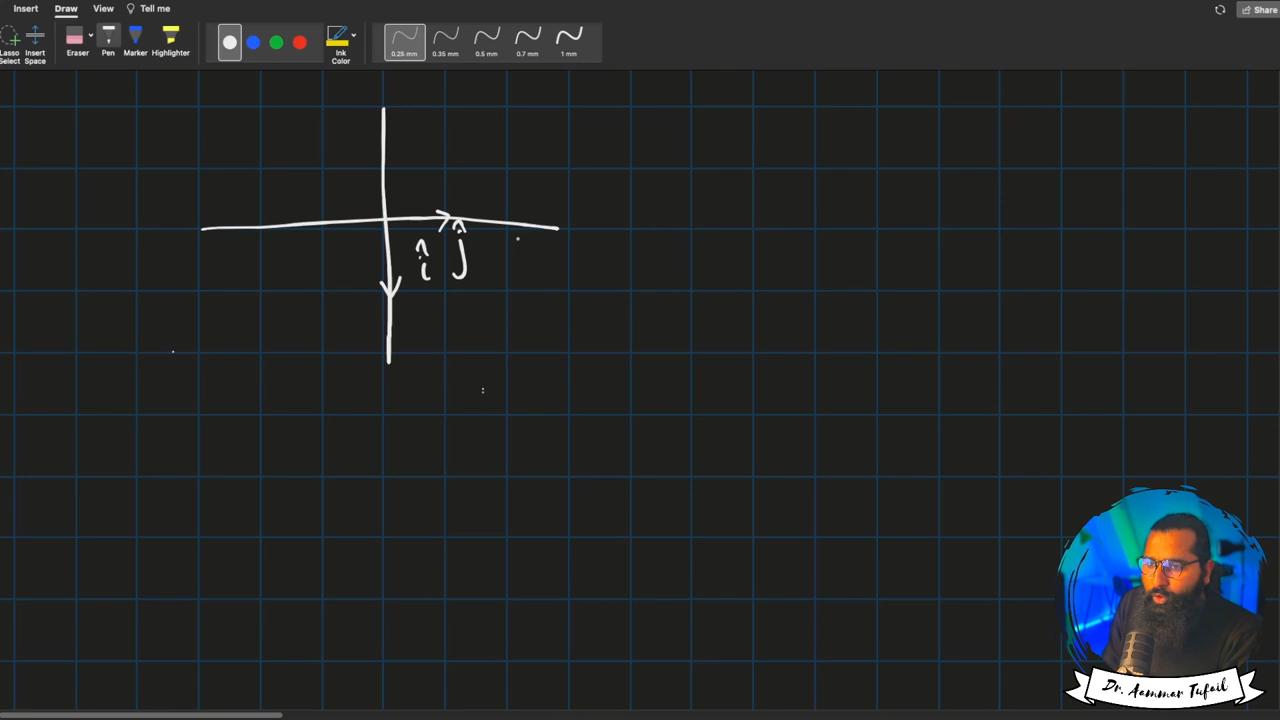 Insert Draw View Tell me Share
Lasso Select
Insert Space
Eraser
Pen
Marker
Highlighter
Ink Color
0.25 mm 0.35 mm 0.5 mm 0.7 mm 1 mm
î ĵ
Dr. Aammar Tufail